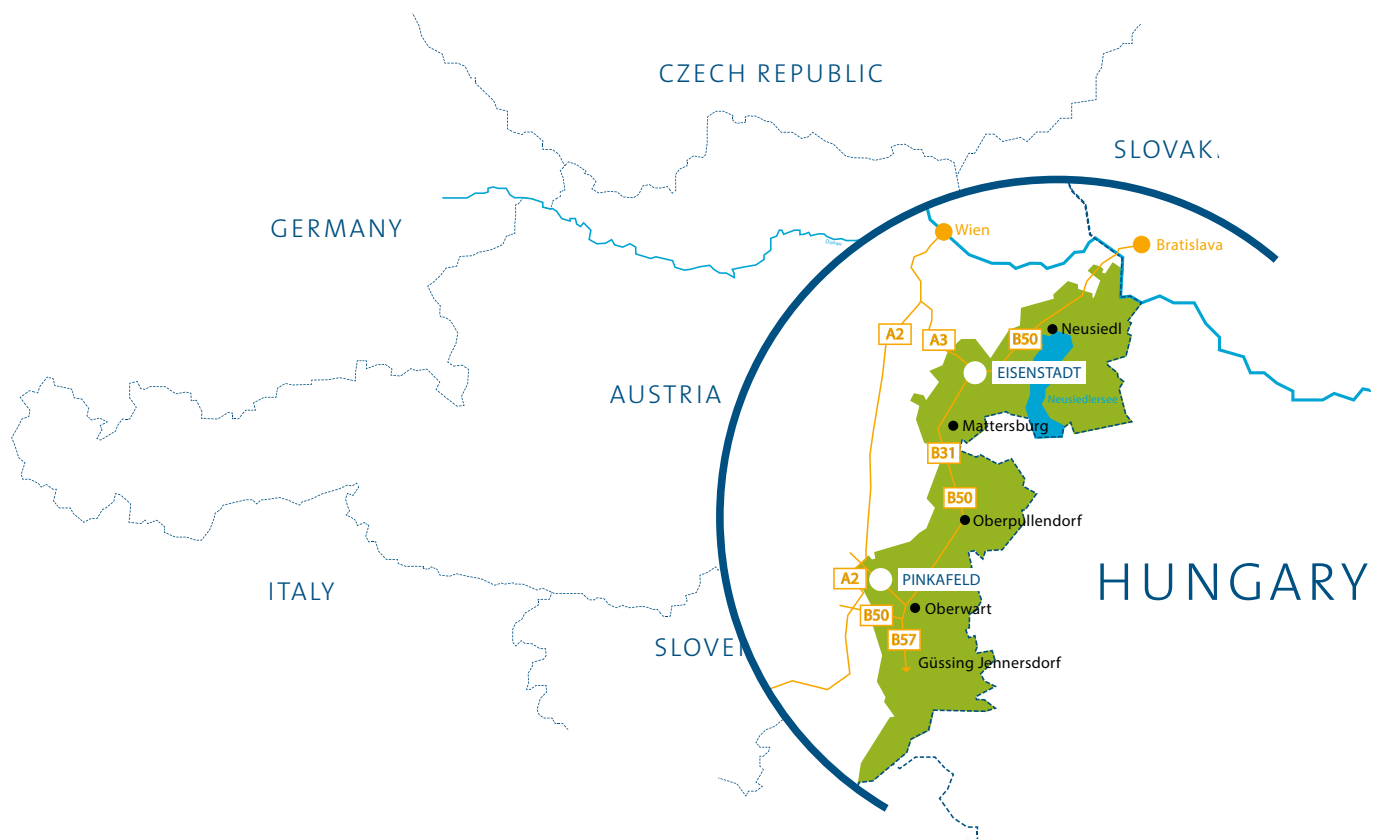 CZECH REPUBLIC
SLOVAK.
GERMANY
Wien
Bratislava
Donau
A2
A3
B50
Neusiedl
EISENSTADT
AUSTRIA
Neusiedlersee
Mattersburg
B31
B50
Oberpullendorf
HUNGARY
A2
PINKAFELD
ITALY
B50
Oberwart
B57
SLOVE
Güssing Jennersdorf